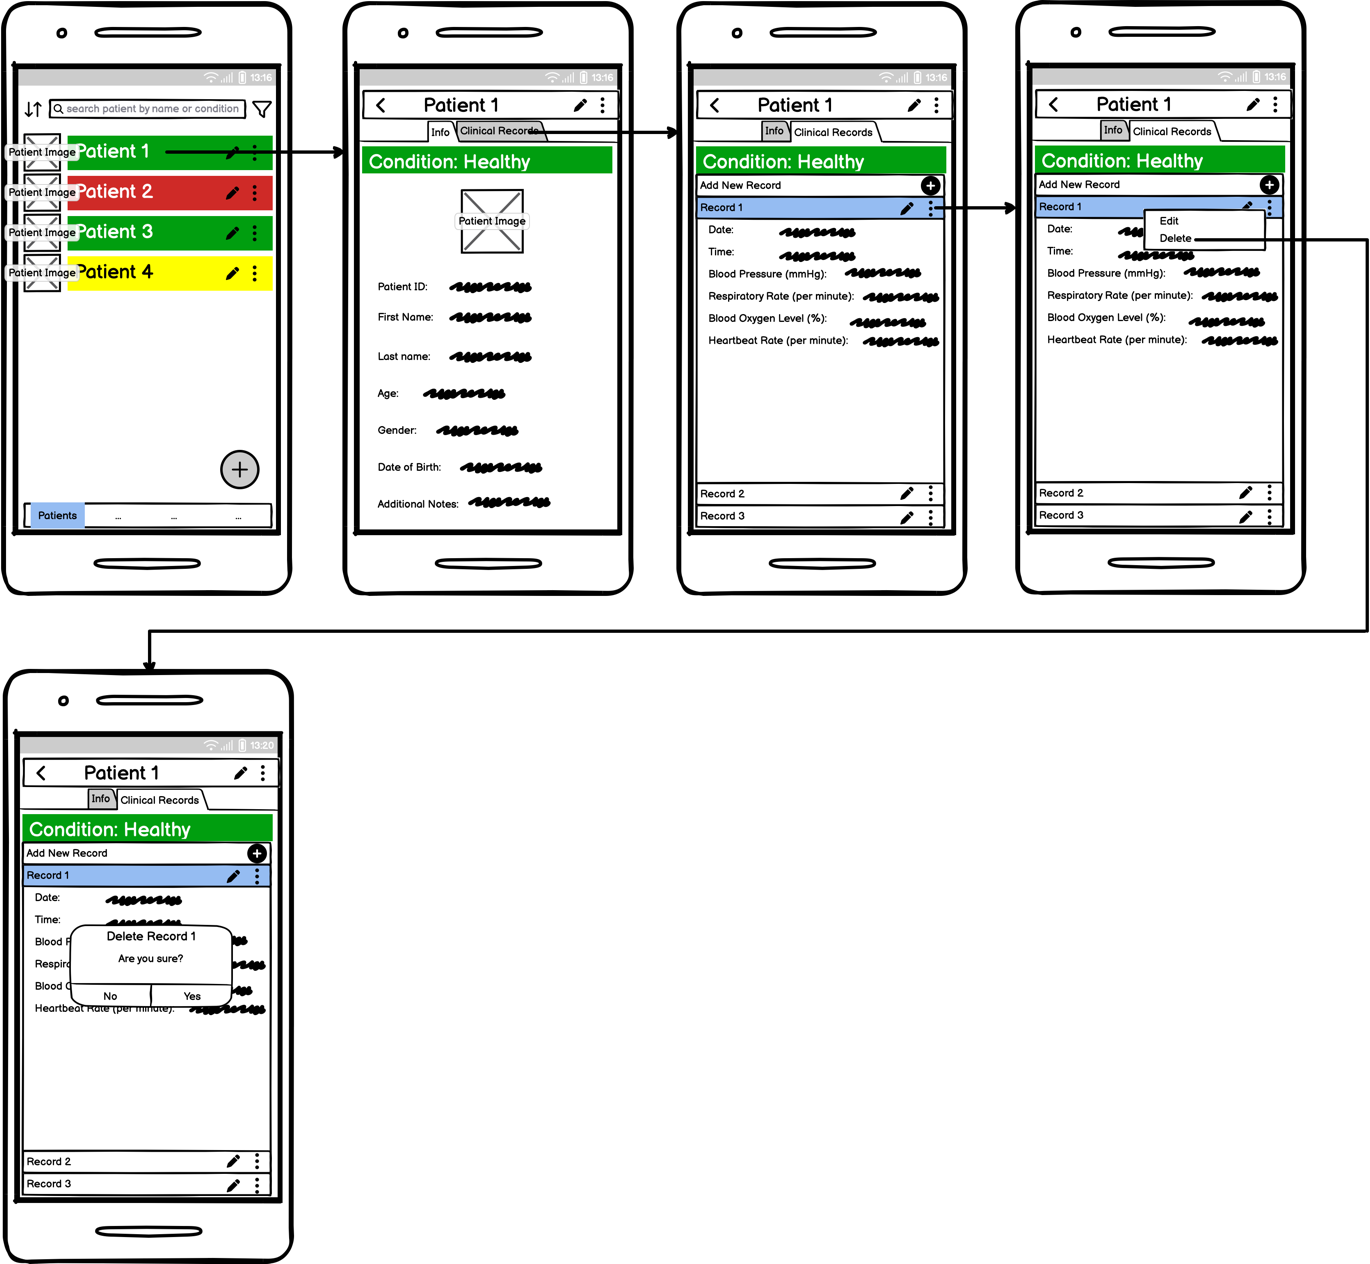 13:16
search patient by name or condition
Patient Image
Patient 1
Patient Image
Patient 2
Patient Image
Patient 3
Patient Image
Patient 4
Patients
...
...
...
13:16
Patient 1
Info
Clinical Records
Condition: Healthy
Patient Image
Patient ID:
First Name:
Last name:
Age:
Gender:
Date of Birth:
Additional Notes:
13:16
Patient 1
Info
Clinical Records
Condition: Healthy
Add New Record
Record 1
Date:
Time:
Blood Pressure (mmHg):
Respiratory Rate (per minute):
Blood Oxygen Level (%):
Heartbeat Rate (per minute):
Record 2
Record 3
13:16
Patient 1
Info
Clinical Records
Condition: Healthy
Add New Record
Record 1
Edit
Delete
Date:
Time:
Blood Pressure (mmHg):
Respiratory Rate (per minute):
Blood Oxygen Level (%):
Heartbeat Rate (per minute):
Record 2
Record 3
13:20
Patient 1
Info
Clinical Records
Condition: Healthy
Add New Record
Record 1
Date:
Time:
Blood
Delete Record 1
Are you sure?
No
Yes
Blood
Heartbeat Rate (per minute):
Record 2
Record 3